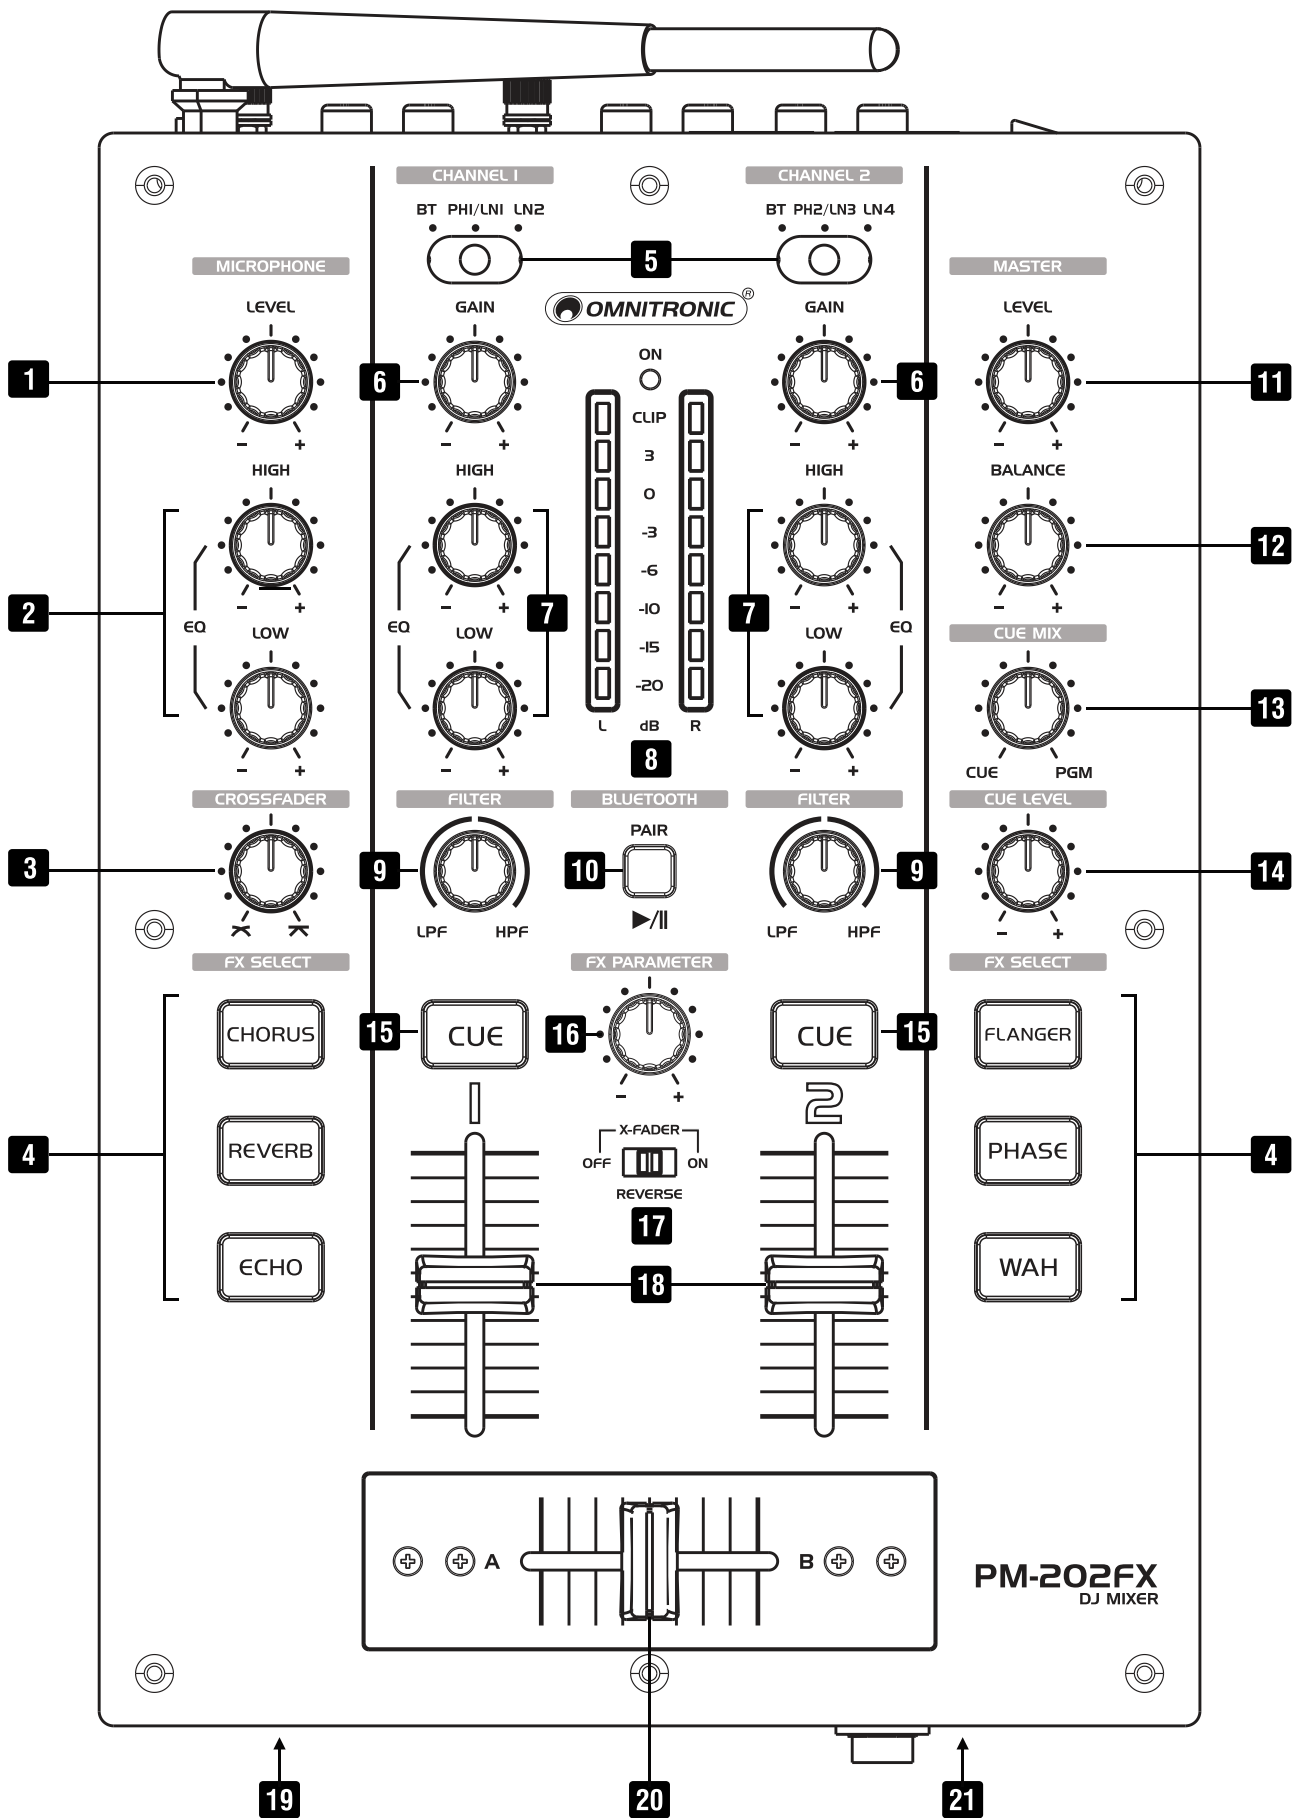 CHANNEL 1 CHANNEL 2
BT PH1/LN1 LN2 BT PH2/LN3 LN4
5
MICROPHONE MASTER
OMNITRONIC ®
LEVEL GAIN GAIN LEVEL
ON
1 6 6 11
CLIP
- + - + - + - +
3
HIGH HIGH HIGH BALANCE
0
-3
12
-6
- + - + - + - +
2 7 7
-10
EQ LOW EQ LOW LOW EQ CUE MIX
-15
-20
13
L dB R
8
- + - + - + CUE PGM
CROSSFADER FILTER BLUETOOTH FILTER CUE LEVEL
PAIR
3 9 10 9 14
▶/II
LPF HPF LPF HPF - +
FX SELECT FX PARAMETER FX SELECT
CHORUS 15 CUE 16 CUE 15 FLANGER
- +
1 2
X-FADER
4 REVERB OFF ON PHASE 4
REVERSE
17
ECHO 18 WAH
A B
PM-202FX
DJ MIXER
19 20 21